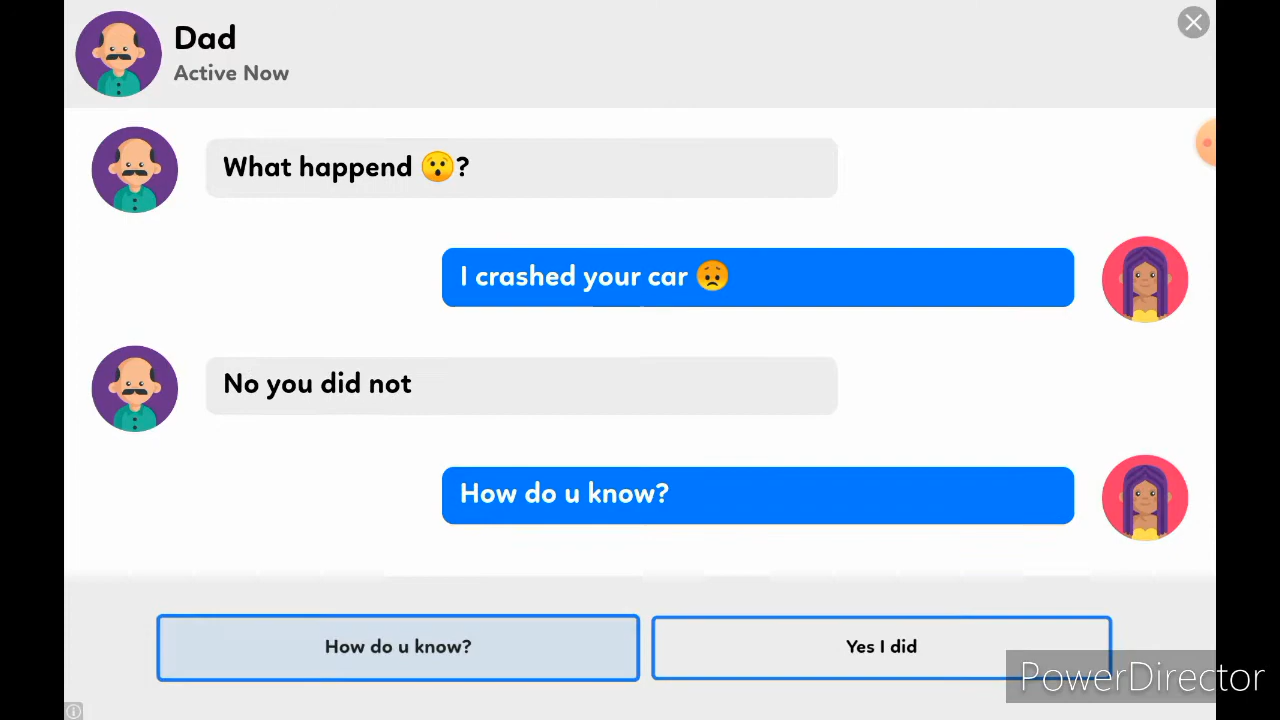 Dad
Active Now
What happend 😯?
I crashed your car 😟
No you did not
How do u know?
How do u know?
Yes I did
PowerDirector